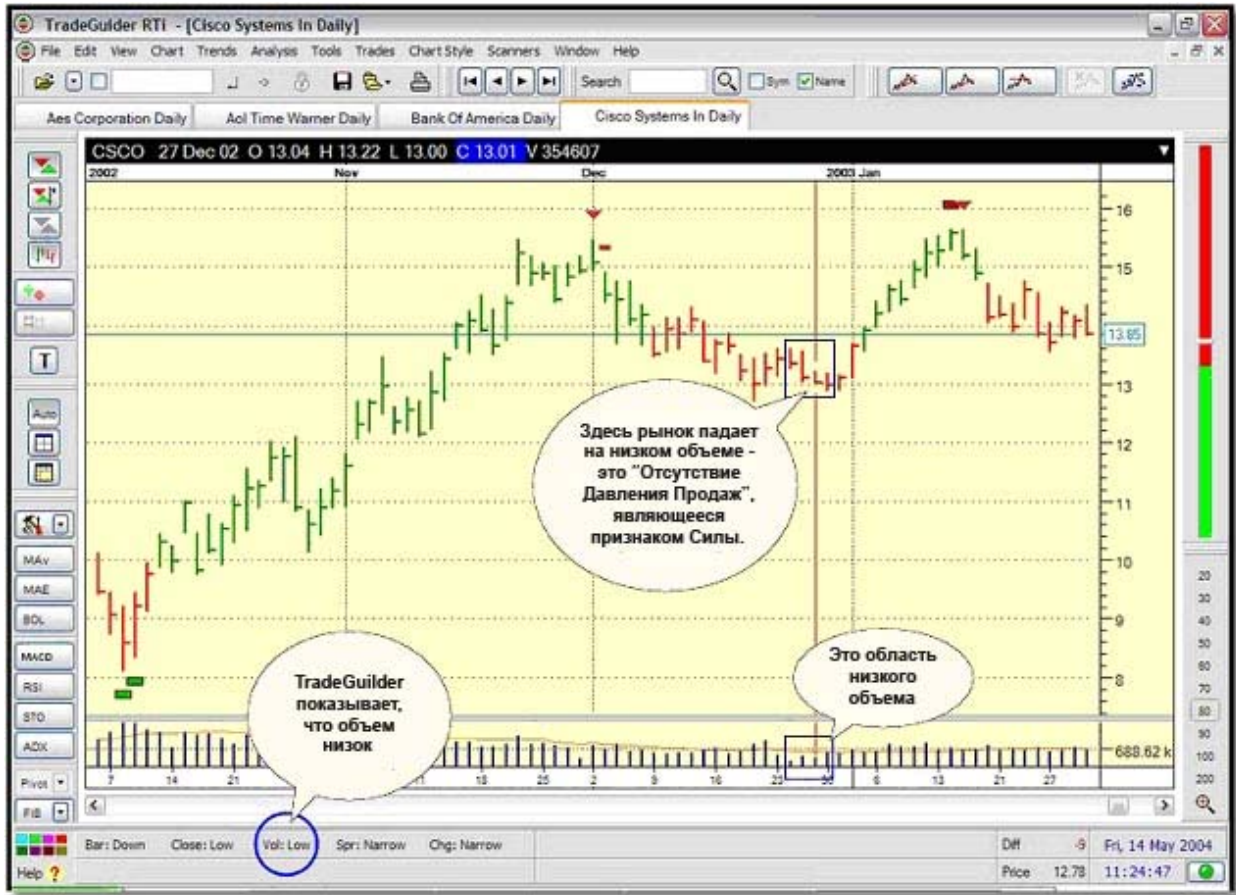 TradeGuilder RTi - [Cisco Systems In Daily]
File Edit View Chart Trends Analysis Tools Trades Chart Style Scanners Window Help
Search Sym Name
Aes Corporation Daily Aol Time Warner Daily Bank Of America Daily Cisco Systems In Daily
CSCO 27 Dec 02 O 13.04 H 13.22 L 13.00 C 13.01 V 354607
2002 Nov Dec 2003 Jan
16
15
13.85
13
12
11
10
9
8
Здесь рынок падает
на низком объеме -
это "Отсутствие
Давления Продаж",
являющееся
признаком Силы.
Это область
низкого
объема
TradeGuilder
показывает,
что объем
низок
688.62 k
7 14 21 11 18 25 2 9 16 23 30 6 13 21 27
T
Auto
MAv
MAE
BOL
MACD
RSI
STO
ADX
Pivot
FIB
20
30
40
50
60
70
80
90
100
200
Bar: Down Close: Low Vol: Low Spr: Narrow Chg: Narrow
Diff -9 Fri, 14 May 2004
Help ? Price 12.78 11:24:47